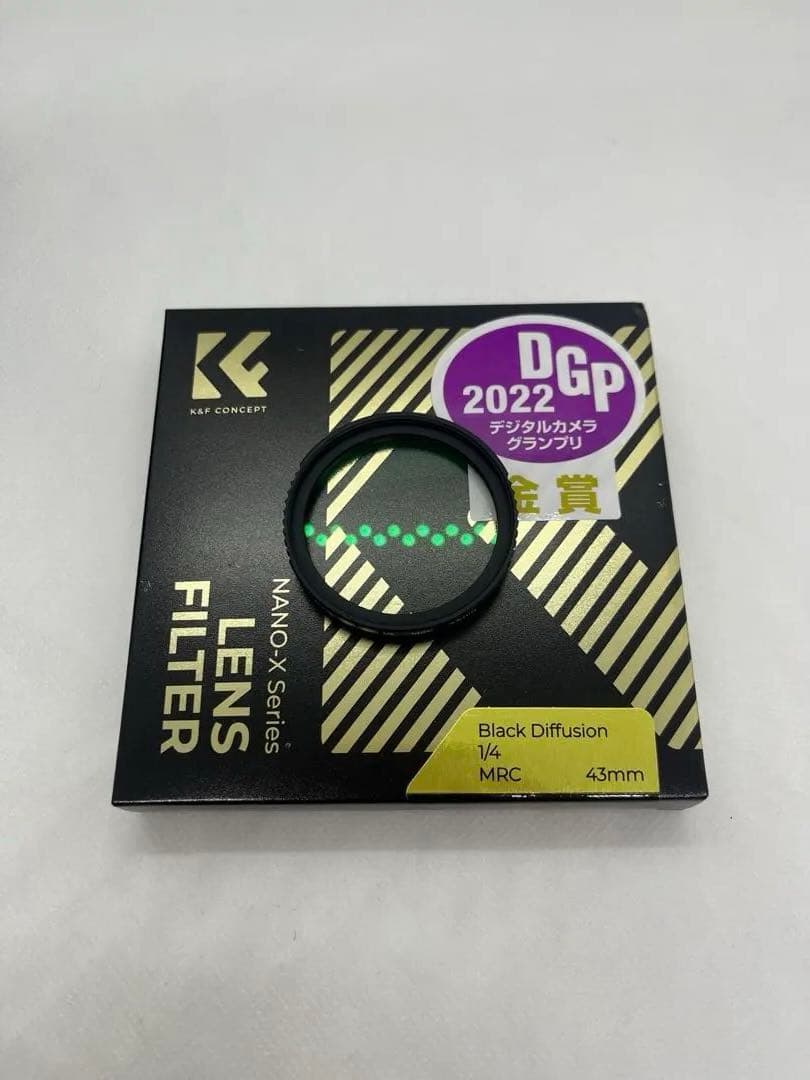 K&F CONCEPT
DGP
2022
デジタルカメラ
グランプリ
金賞
NANO-X Series
LENS
FILTER
Black Diffusion
1/4
MRC 43mm